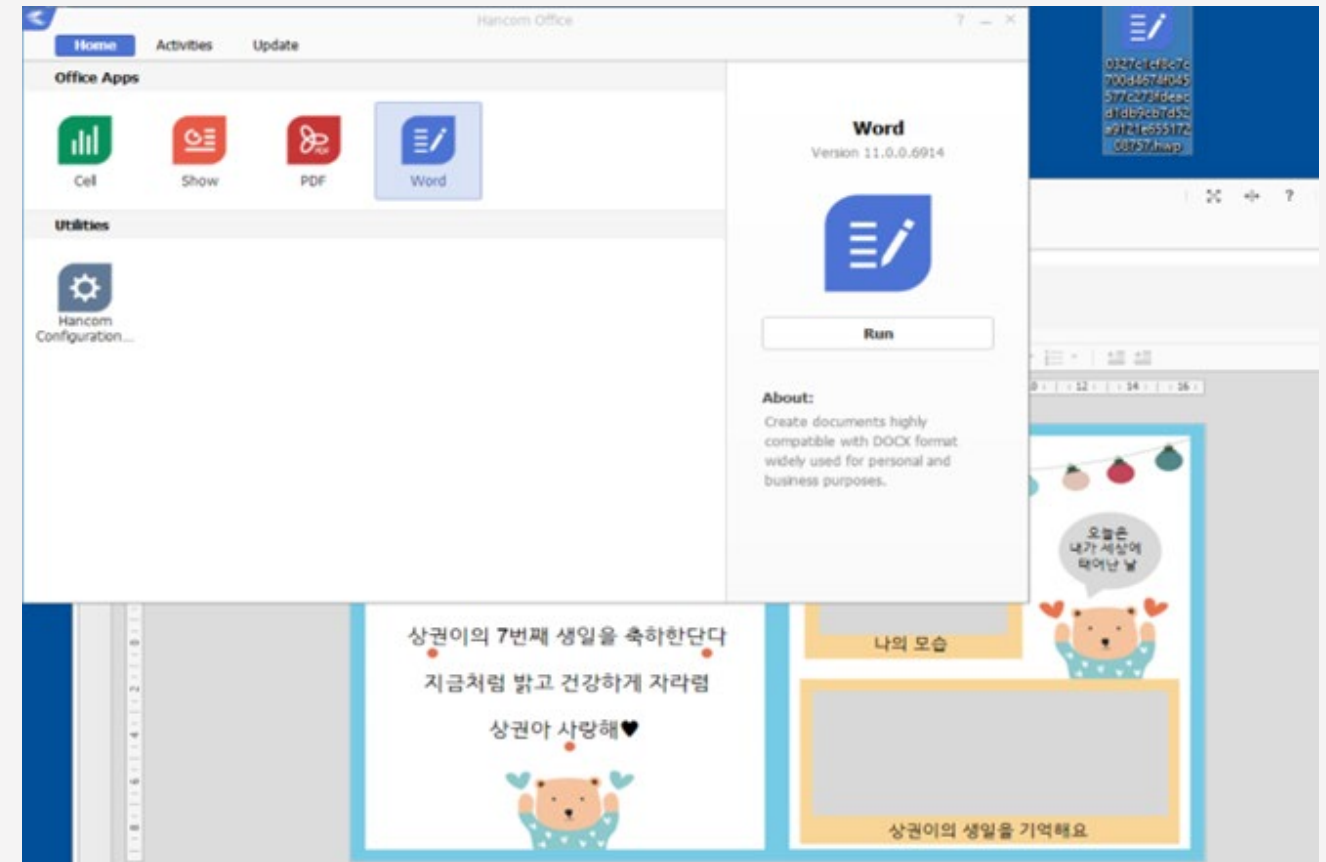 Hancom Office
Home Activities Update
Office Apps
Cell Show PDF Word
Utilities
Hancom
Configuration...
Word
Version 11.0.0.6914
Run
About:
Create documents highly
compatible with DOCX format
widely used for personal and
business purposes.
12 14 16
오늘은
내가 세상에
태어난 날
상권이의 7번째 생일을 축하한단다
지금처럼 밝고 건강하게 자라렴
상권아 사랑해♥
나의 모습
상권이의 생일을 기억해요